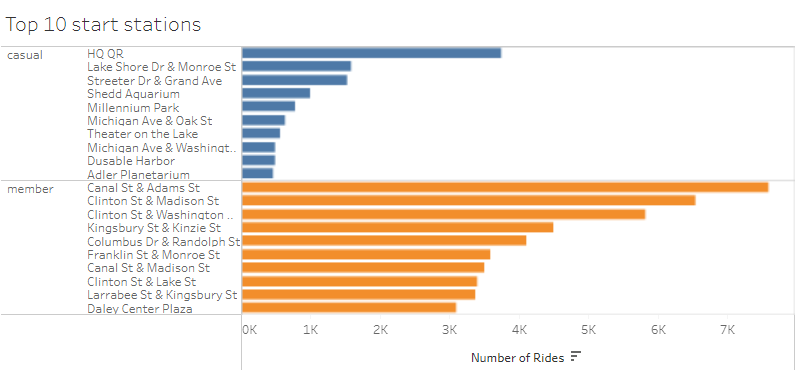 Top 10 start stations
casual
HQ QR
Lake Shore Dr & Monroe St
Streeter Dr & Grand Ave
Shedd Aquarium
Millennium Park
Michigan Ave & Oak St
Theater on the Lake
Michigan Ave & Washingt..
Dusable Harbor
Adler Planetarium
member
Canal St & Adams St
Clinton St & Madison St
Clinton St & Washington ..
Kingsbury St & Kinzie St
Columbus Dr & Randolph St
Franklin St & Monroe St
Canal St & Madison St
Clinton St & Lake St
Larrabee St & Kingsbury St
Daley Center Plaza
0K 1K 2K 3K 4K 5K 6K 7K
Number of Rides